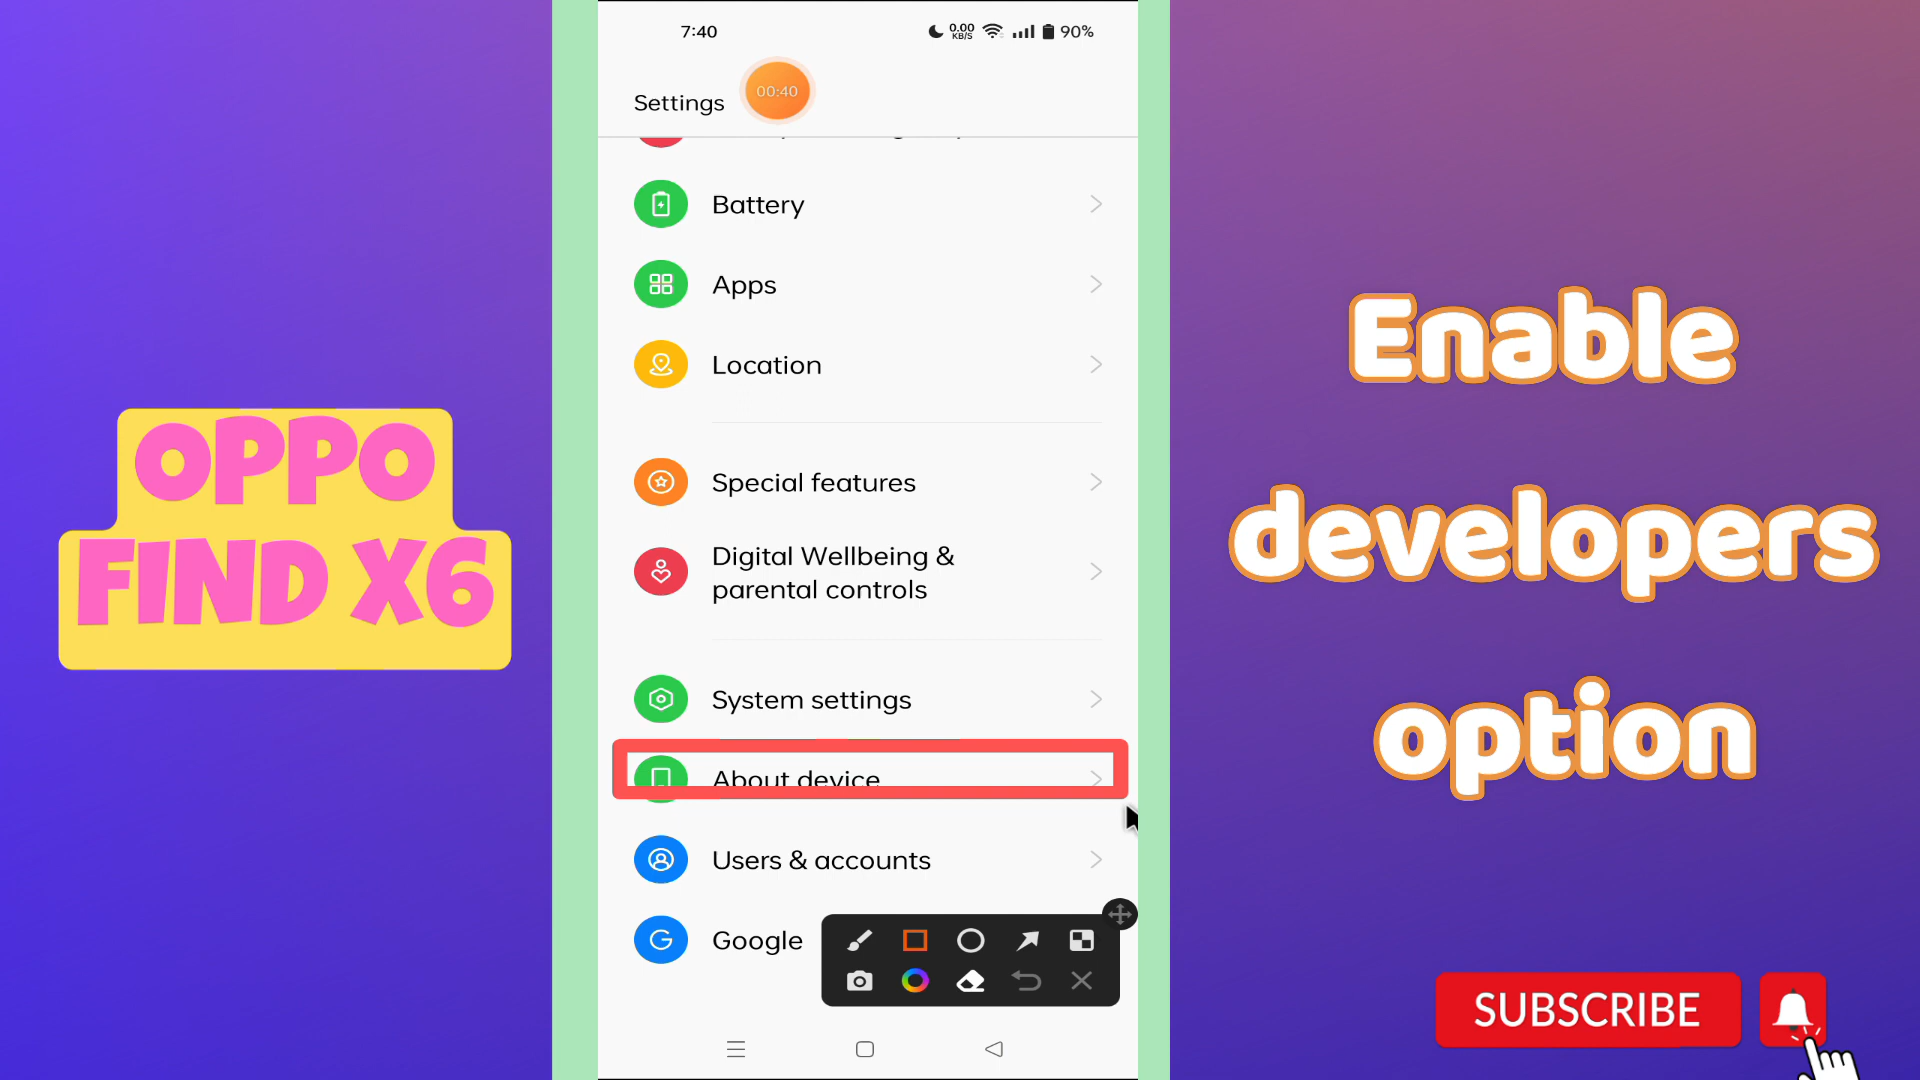 OPPO
FIND X6
7:40
0.00
KB/S
90%
Settings
00:40
Battery
Apps
Location
Special features
Digital Wellbeing &
parental controls
System settings
About device
Users & accounts
Google
Enable
developers
option
SUBSCRIBE